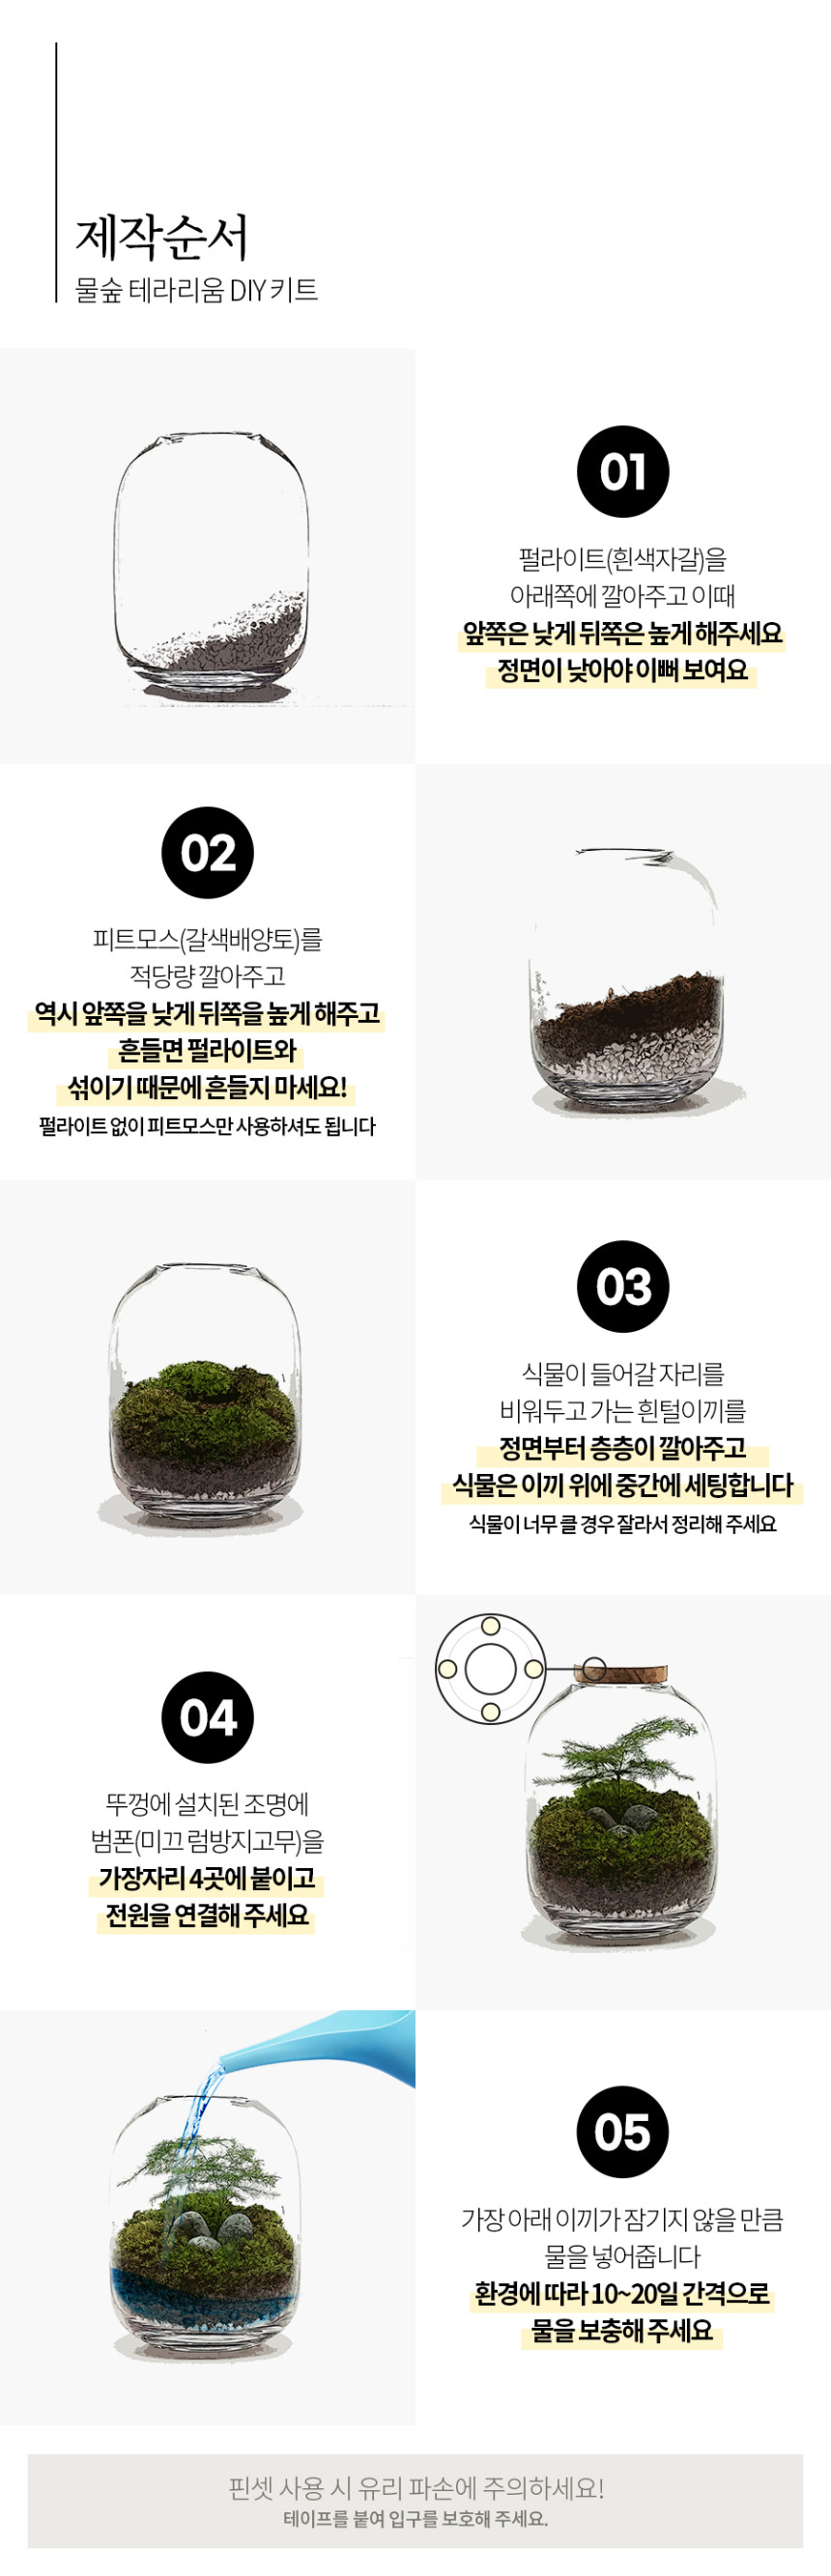 제작순서
물숲 테라리움 DIY 키트
01
펄라이트(흰색자갈)을
아래쪽에 깔아주고 이때
앞쪽은 낮게 뒤쪽은 높게 해주세요
정면이 낮아야 이뻐 보여요
02
피트모스(갈색배양토)를
적당량 깔아주고
역시 앞쪽을 낮게 뒤쪽을 높게 해주고
흔들면 펄라이트와
섞이기 때문에 흔들지 마세요!
펄라이트 없이 피트모스만 사용하셔도 됩니다
03
식물이 들어갈 자리를
비워두고 가는 흰털이끼를
정면부터 층층이 깔아주고
식물은 이끼 위에 중간에 세팅합니다
식물이 너무 클 경우 잘라서 정리해 주세요
04
뚜껑에 설치된 조명에
범폰(미끄럼방지고무)을
가장자리 4곳에 붙이고
전원을 연결해 주세요
05
가장 아래 이끼가 잠기지 않을 만큼
물을 넣어줍니다
환경에 따라 10~20일 간격으로
물을 보충해 주세요
핀셋 사용 시 유리 파손에 주의하세요!
테이프를 붙여 입구를 보호해 주세요.